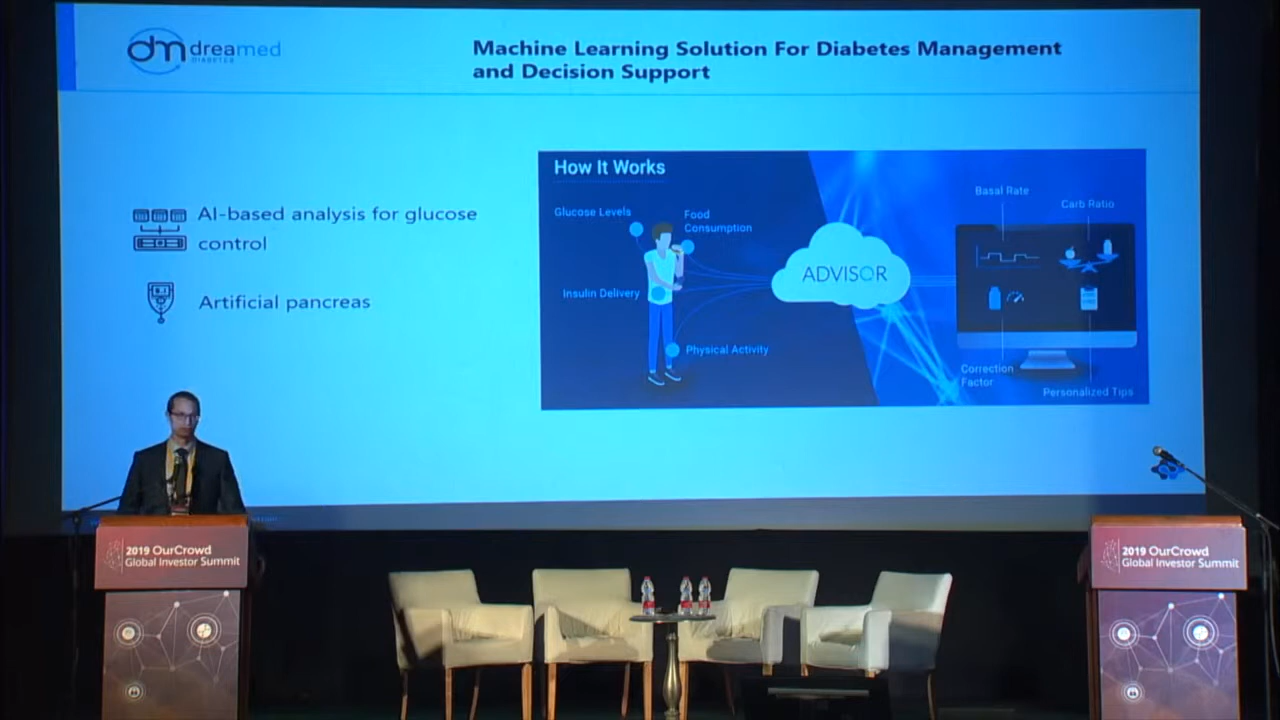 dm dreamed
DIABETES
Machine Learning Solution For Diabetes Management
and Decision Support
AI-based analysis for glucose
control
Artificial pancreas
How It Works
Glucose Levels
Food
Consumption
Insulin Delivery
Physical Activity
ADVISOR
Basal Rate
Carb Ratio
Correction
Factor
Personalized Tips
2019 OurCrowd
Global Investor Summit
2019 OurCrowd
Global Investor Summit